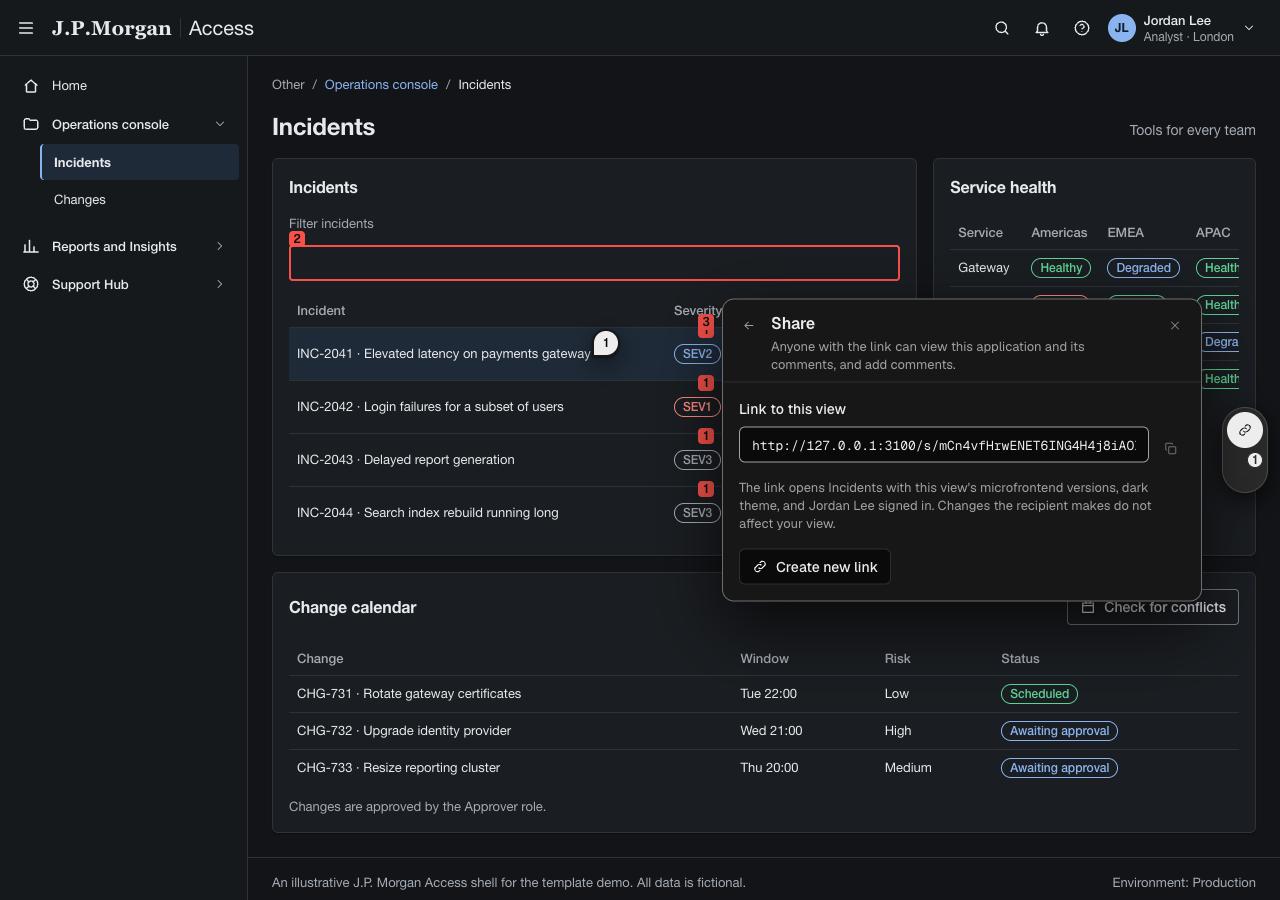 J.P.Morgan Access
JL
Jordan Lee
Analyst · London
Home
Operations console
Incidents
Changes
Reports and Insights
Support Hub
Other / Operations console / Incidents
Incidents
Tools for every team
Incidents
Filter incidents
2
Incident Severity
3
INC-2041 · Elevated latency on payments gateway
1
SEV2
1
INC-2042 · Login failures for a subset of users SEV1
1
INC-2043 · Delayed report generation SEV3
1
INC-2044 · Search index rebuild running long SEV3
Service health
Service Americas EMEA APAC
Gateway Healthy Degraded
Share
Anyone with the link can view this application and its
comments, and add comments.
Link to this view
http://127.0.0.1:3100/s/mCn4vfHrwENET6ING4H4j8iAO
The link opens Incidents with this view's microfrontend versions, dark
theme, and Jordan Lee signed in. Changes the recipient makes do not
affect your view.
Create new link
1
Change calendar
Check for conflicts
Change Window Risk Status
CHG-731 · Rotate gateway certificates Tue 22:00 Low Scheduled
CHG-732 · Upgrade identity provider Wed 21:00 High Awaiting approval
CHG-733 · Resize reporting cluster Thu 20:00 Medium Awaiting approval
Changes are approved by the Approver role.
An illustrative J.P. Morgan Access shell for the template demo. All data is fictional.
Environment: Production